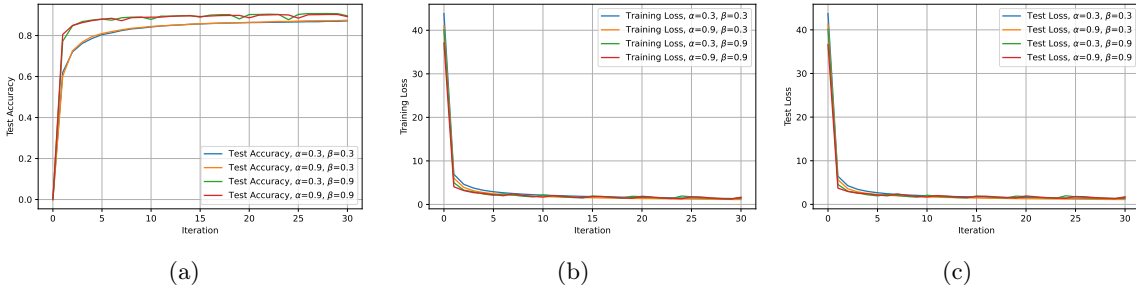 Test Accuracy
0.8
0.6
0.4
0.2
0.0
Test Accuracy, α=0.3, β=0.3
Test Accuracy, α=0.9, β=0.3
Test Accuracy, α=0.3, β=0.9
Test Accuracy, α=0.9, β=0.9
0 5 10 15 20 25 30
Iteration
(a)
Training Loss
40
30
20
10
0
Training Loss, α=0.3, β=0.3
Training Loss, α=0.9, β=0.3
Training Loss, α=0.3, β=0.9
Training Loss, α=0.9, β=0.9
0 5 10 15 20 25 30
Iteration
(b)
Test Loss
40
30
20
10
0
Test Loss, α=0.3, β=0.3
Test Loss, α=0.9, β=0.3
Test Loss, α=0.3, β=0.9
Test Loss, α=0.9, β=0.9
0 5 10 15 20 25 30
Iteration
(c)